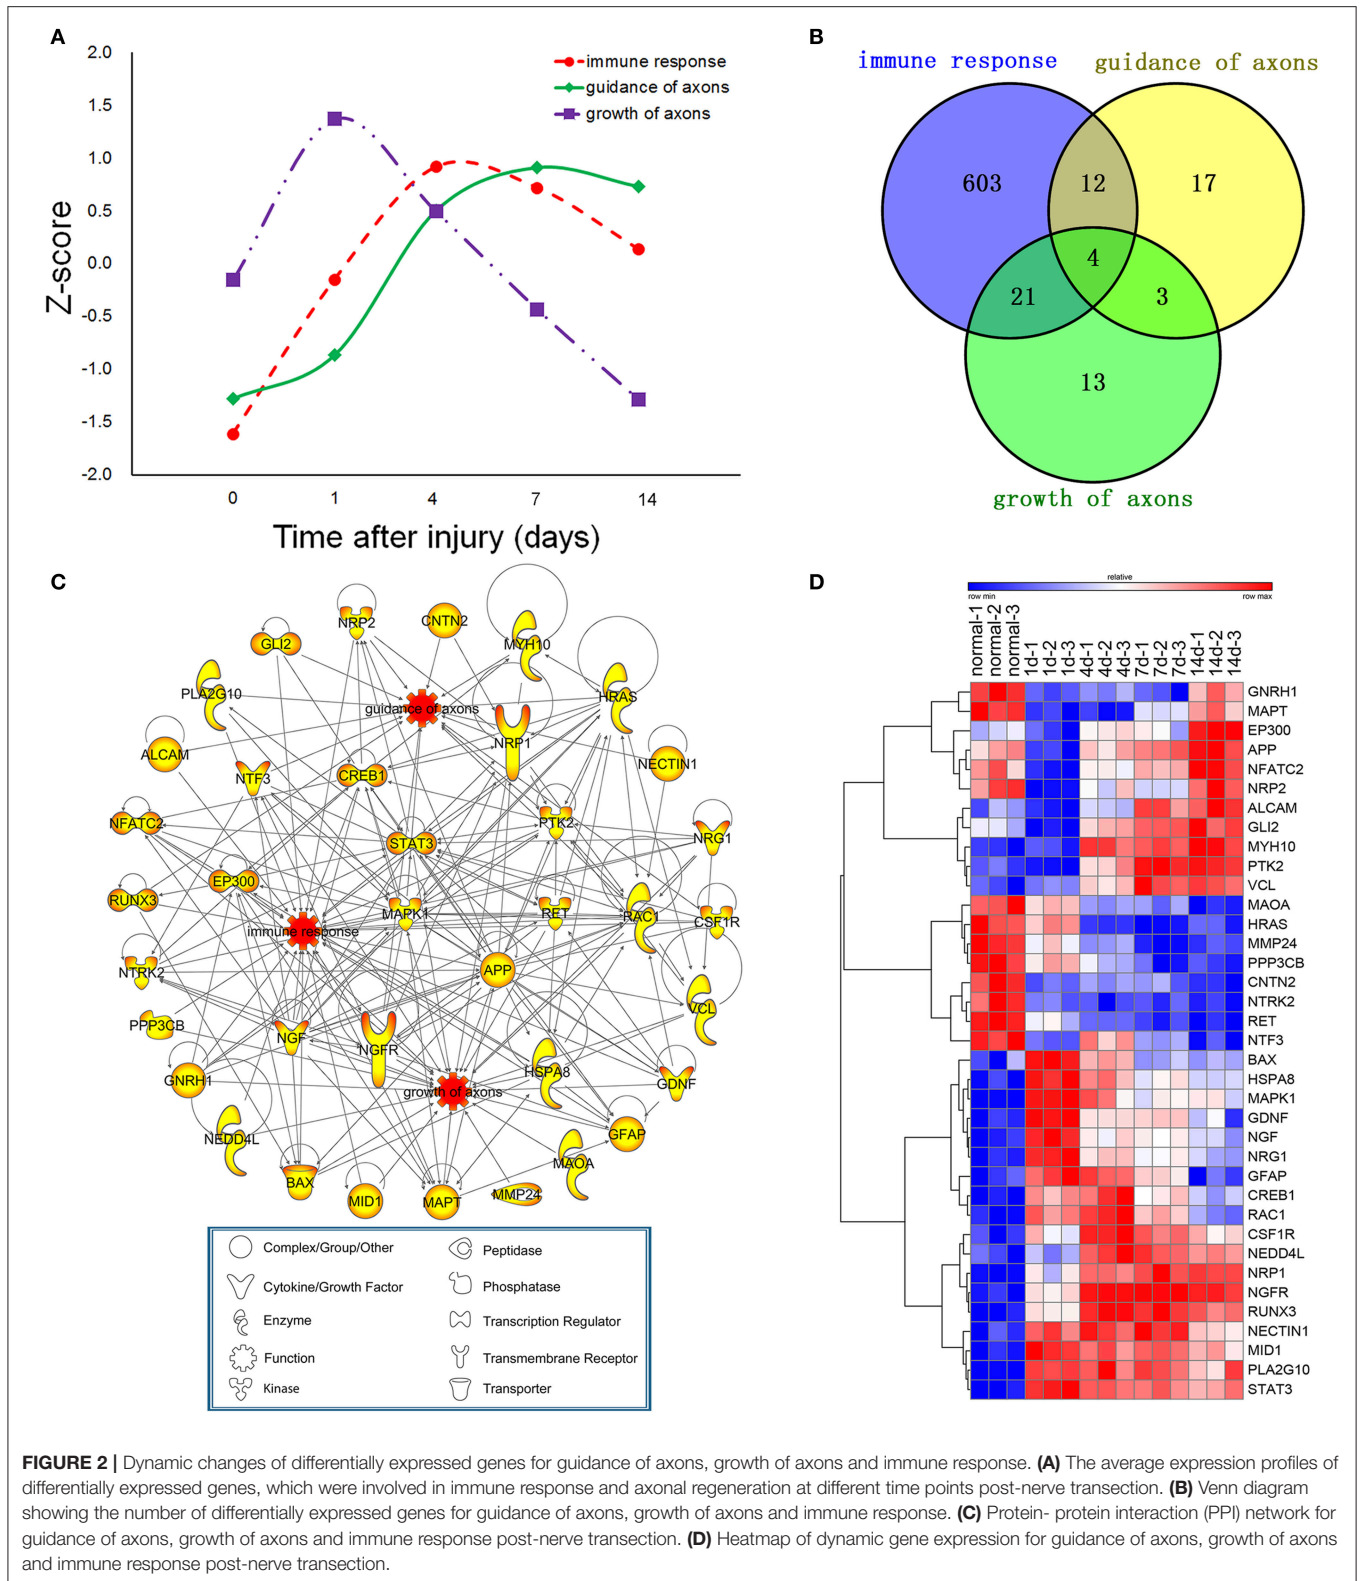 A
2.0
1.5
1.0
0.5
0.0
-0.5
-1.0
-1.5
-2.0
Z-score
immune response
guidance of axons
growth of axons
0 1 4 7 14
Time after injury (days)
B
immune response
guidance of axons
603 12 17
4
21 3
13
growth of axons
C
NRP2
CNTN2
GLI2
MYH10
PLA2G10
HRAS
guidance of axons
NRP1
ALCAM
NECTIN1
NTF3
CREB1
NFATC2
PTK2
STAT3
NRG1
EP300
RUNX3
MAPK1
RET
RAC1
CSF1R
immune response
NTRK2
APP
VCL
PPP3CB
NGF
NGFR
GNRH1
HSPA8
GDNF
growth of axons
NEDD4L
GFAP
MAOA
BAX
MID1
MAPT
MMP24
Complex/Group/Other
Cytokine/Growth Factor
Enzyme
Function
Kinase
Peptidase
Phosphatase
Transcription Regulator
Transmembrane Receptor
Transporter
D
relative
row min row max
normal-1
normal-2
normal-3
1d-1
1d-2
1d-3
4d-1
4d-2
4d-3
7d-1
7d-2
7d-3
14d-1
14d-2
14d-3
GNRH1
MAPT
EP300
APP
NFATC2
NRP2
ALCAM
GLI2
MYH10
PTK2
VCL
MAOA
HRAS
MMP24
PPP3CB
CNTN2
NTRK2
RET
NTF3
BAX
HSPA8
MAPK1
GDNF
NGF
NRG1
GFAP
CREB1
RAC1
CSF1R
NEDD4L
NRP1
NGFR
RUNX3
NECTIN1
MID1
PLA2G10
STAT3
FIGURE 2 | Dynamic changes of differentially expressed genes for guidance of axons, growth of axons and immune response. (A) The average expression profiles of
differentially expressed genes, which were involved in immune response and axonal regeneration at different time points post-nerve transection. (B) Venn diagram
showing the number of differentially expressed genes for guidance of axons, growth of axons and immune response. (C) Protein- protein interaction (PPI) network for
guidance of axons, growth of axons and immune response post-nerve transection. (D) Heatmap of dynamic gene expression for guidance of axons, growth of axons
and immune response post-nerve transection.